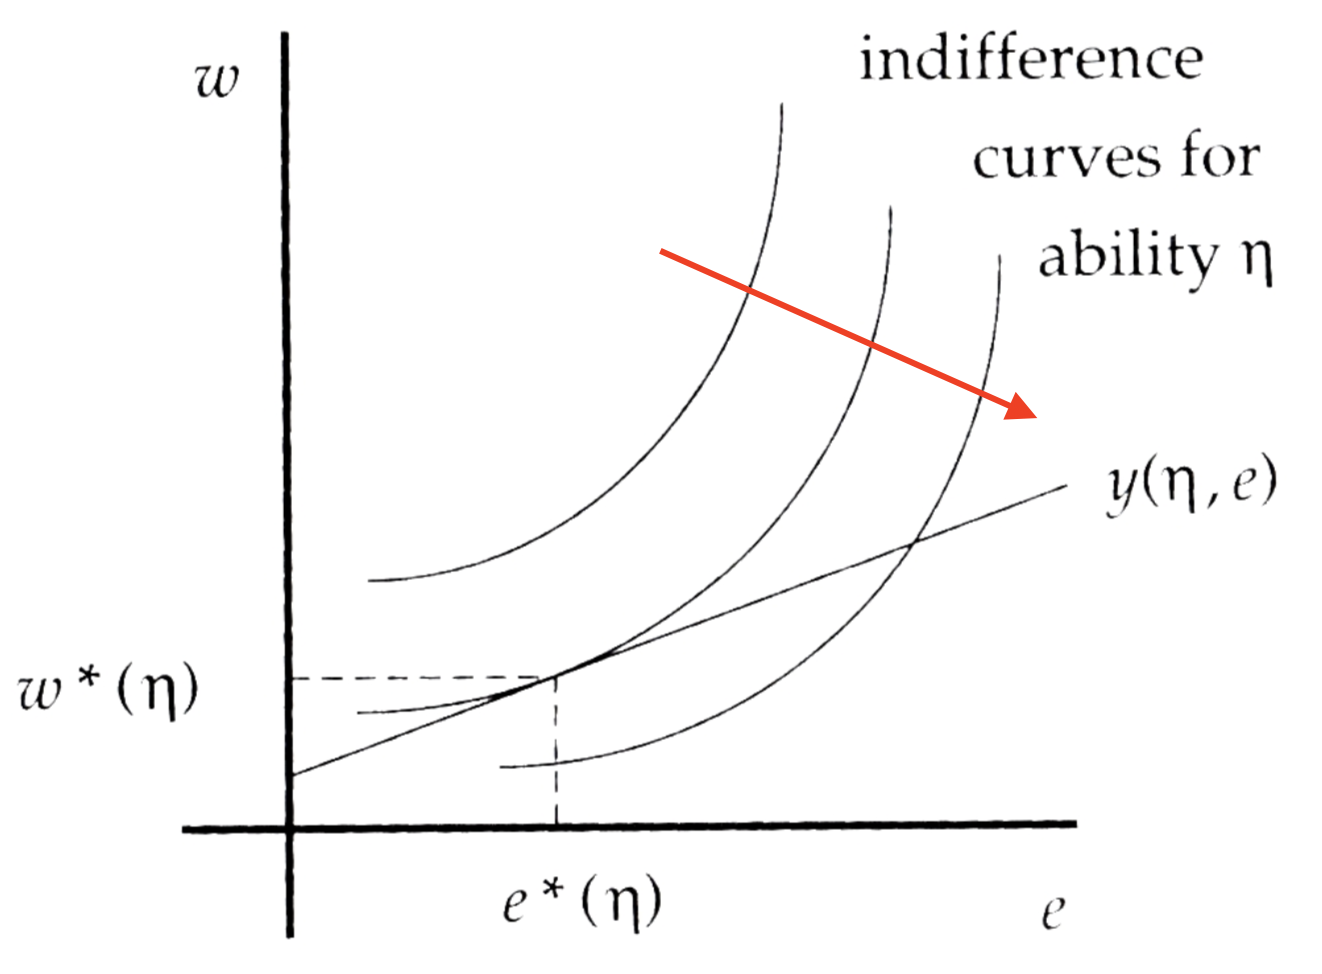 w
indifference
curves for
ability η
y(η, e)
w*(η)
e*(η)
e